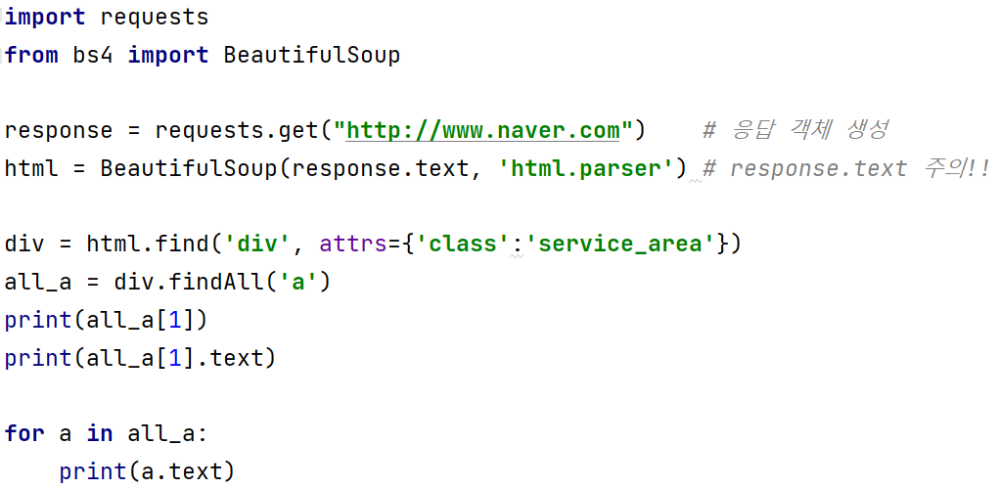 import requests
from bs4 import BeautifulSoup
response = requests.get("http://www.naver.com")    # 응답 객체 생성
html = BeautifulSoup(response.text, 'html.parser') # response.text 주의!!
div = html.find('div', attrs={'class':'service_area'})
all_a = div.findAll('a')
print(all_a[1])
print(all_a[1].text)
for a in all_a:
    print(a.text)